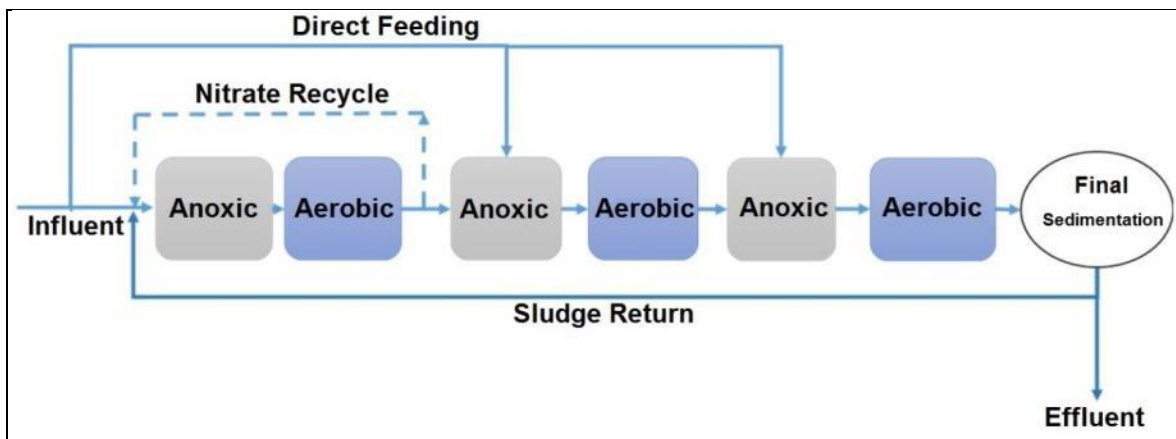 Direct Feeding
Nitrate Recycle
Anoxic
Aerobic
Anoxic
Aerobic
Anoxic
Aerobic
Final
Sedimentation
Influent
Sludge Return
Effluent